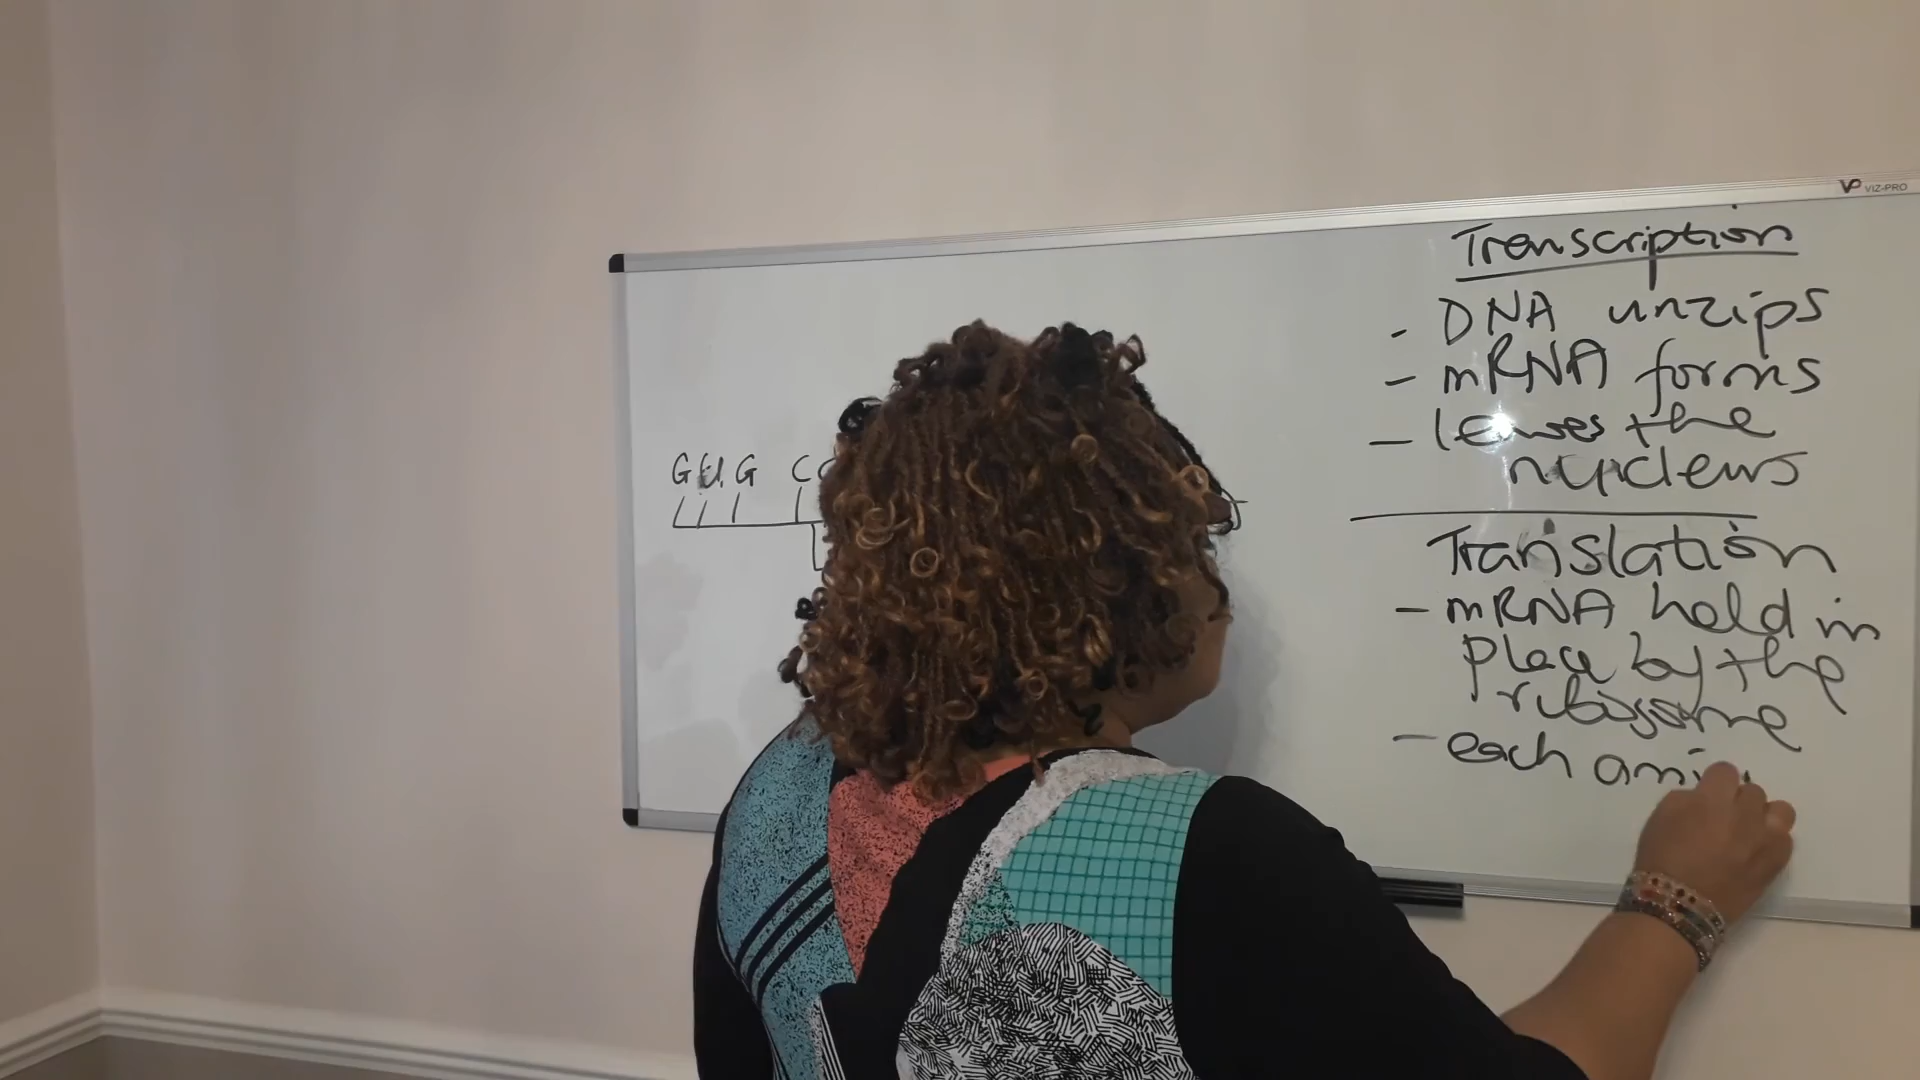 VP VIZ-PRO
Transcription
- DNA unzips
- mRNA forms
- leaves the
nucleus
Translation
- mRNA held in
place by the
ribosome
- each ami
G U G C